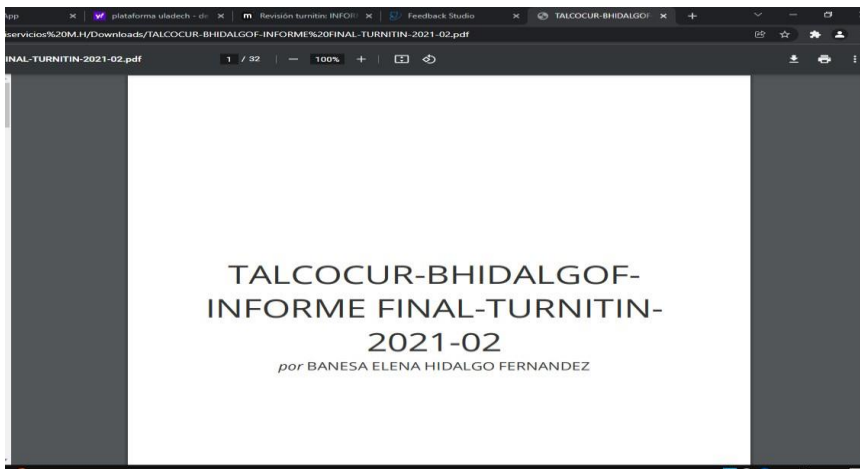 App
plataforma uladech - de
Revisión turnitin: INFOR
Feedback Studio
TALCOCUR-BHIDALGOF
iservicios%20M.H/Downloads/TALCOCUR-BHIDALGOF-INFORME%20FINAL-TURNITIN-2021-02.pdf
INAL-TURNITIN-2021-02.pdf
1 / 32
100%
TALCOCUR-BHIDALGOF-
INFORME FINAL-TURNITIN-
2021-02
por BANESA ELENA HIDALGO FERNANDEZ